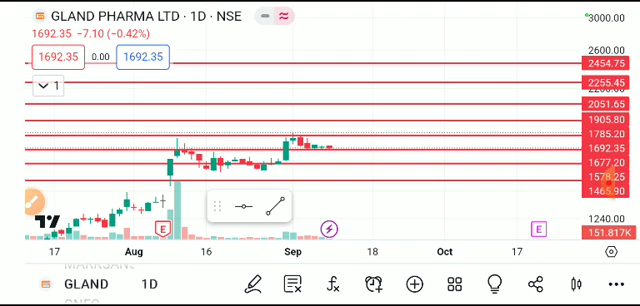 GLAND PHARMA LTD · 1D · NSE
1692.35 −7.10 (−0.42%)
1692.35 0.00 1692.35
1
3000.00
2600.00
2454.75
2255.45
2051.65
1905.80
1785.20
1692.35
1677.20
1578.25
1465.90
1240.00
151.817K
E
E
17 Aug 16 Sep 18 Oct 17
GLAND 1D